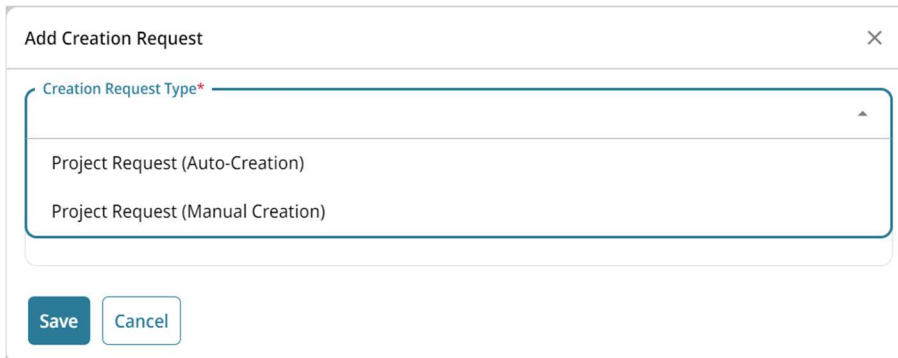 Add Creation Request
Creation Request Type*
Project Request (Auto-Creation)
Project Request (Manual Creation)
Save
Cancel